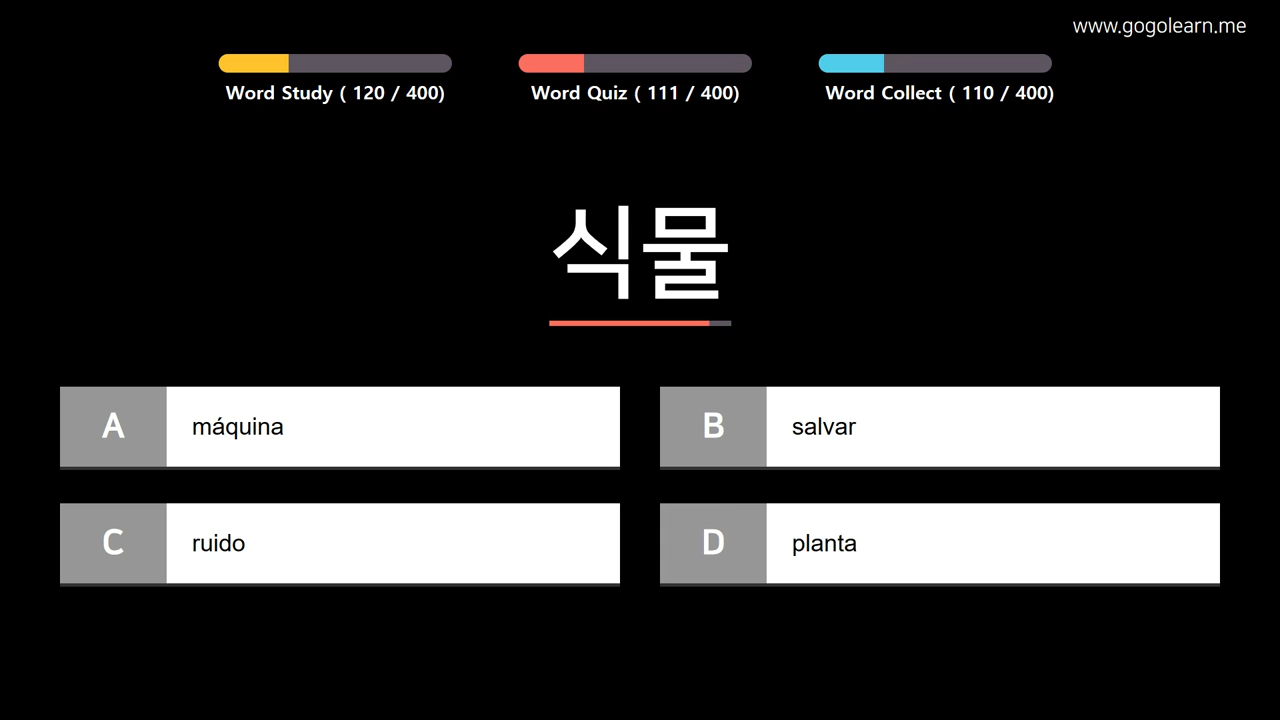 www.gogolearn.me
Word Study ( 120 / 400)
Word Quiz ( 111 / 400)
Word Collect ( 110 / 400)
식물
A
máquina
B
salvar
C
ruido
D
planta